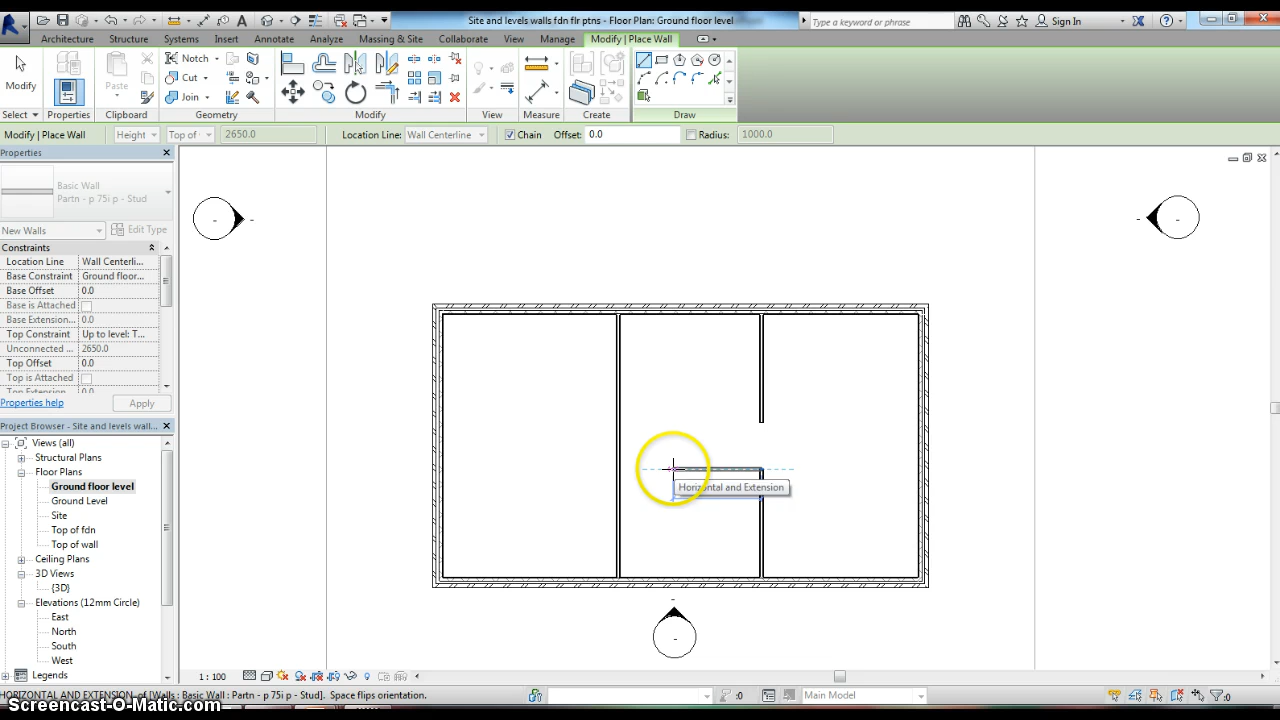 Site and levels walls fdn flr ptns - Floor Plan: Ground floor level
Type a keyword or phrase
Sign In
Architecture
Structure
Systems
Insert
Annotate
Analyze
Massing & Site
Collaborate
View
Manage
Modify | Place Wall
Modify
Paste
Notch
Cut
Join
Select
Properties
Clipboard
Geometry
Modify
View
Measure
Create
Draw
Modify | Place Wall
Height
Top of
2650.0
Location Line:
Wall Centerline
Chain
Offset:
0.0
Radius:
1000.0
Properties
Basic Wall
Partn - p 75i p - Stud
New Walls
Edit Type
Constraints
Location Line
Wall Centerli...
Base Constraint
Ground floor...
Base Offset
0.0
Base is Attached
Base Extension...
0.0
Top Constraint
Up to level: T...
Unconnected ...
2650.0
Top Offset
0.0
Top is Attached
Top Extension...
0.0
Properties help
Apply
Project Browser - Site and levels wall...
Views (all)
Structural Plans
Floor Plans
Ground floor level
Ground Level
Site
Top of fdn
Top of wall
Ceiling Plans
3D Views
{3D}
Elevations (12mm Circle)
East
North
South
West
Legends
Horizontal and Extension
1 : 100
HORIZONTAL AND EXTENSION of [Walls : Basic Wall : Partn - p 75i p - Stud]. Space flips orientation.
:0
Main Model
:0
Screencast-O-Matic.com